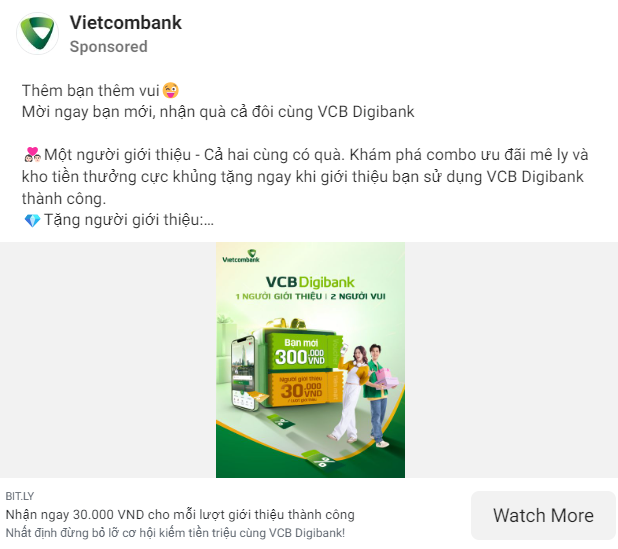 Vietcombank
Sponsored
Thêm bạn thêm vui😜
Mời ngay bạn mới, nhận quà cả đôi cùng VCB Digibank
💑Một người giới thiệu - Cả hai cùng có quà. Khám phá combo ưu đãi mê ly và
kho tiền thưởng cực khủng tặng ngay khi giới thiệu bạn sử dụng VCB Digibank
thành công.
💎Tặng người giới thiệu:...
Vietcombank
VCB Digibank
1 NGƯỜI GIỚI THIỆU | 2 NGƯỜI VUI
Bạn mới
300.000 VND
Người giới thiệu
30.000 VND
%
%
BIT.LY
Nhận ngay 30.000 VND cho mỗi lượt giới thiệu thành công
Nhất định đừng bỏ lỡ cơ hội kiếm tiền triệu cùng VCB Digibank!
Watch More